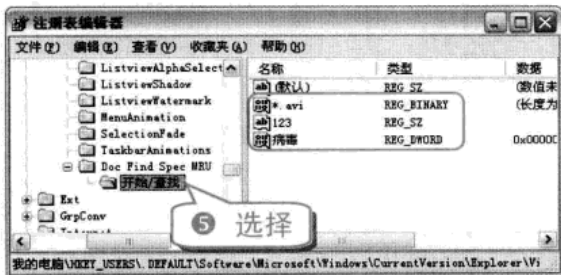 注册表编辑器
文件(F) 编辑(E) 查看(V) 收藏夹(A) 帮助(H)
ListviewAlphaSelect
ListviewShadow
ListviewWatermark
MenuAnimation
SelectionFade
TaskbarAnimations
Doc Find Spec MRU
开始/查找
Ext
GrpConv
名称 类型 数据
ab (默认) REG_SZ (数值未
*.avi REG_BINARY (长度为
ab 123 REG_SZ
病毒 REG_DWORD 0x0000C
5 选择
我的电脑\HKEY_USERS\.DEFAULT\Software\Microsoft\Windows\CurrentVersion\Explorer\Vi